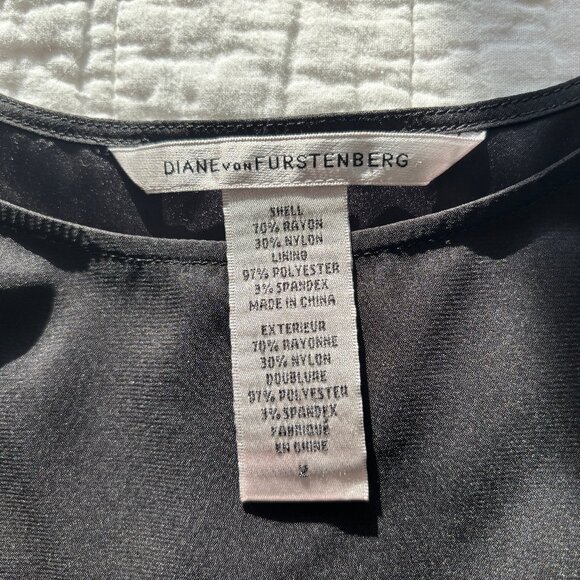 DIANE VON FURSTENBERG
SHELL
70% RAYON
30% NYLON
LINING
97% POLYESTER
3% SPANDEX
MADE IN CHINA
EXTERIEUR
70% RAYONNE
30% NYLON
DOUBLURE
97% POLYESTER
3% SPANDEX
FABRIQUE
EN CHINE
M